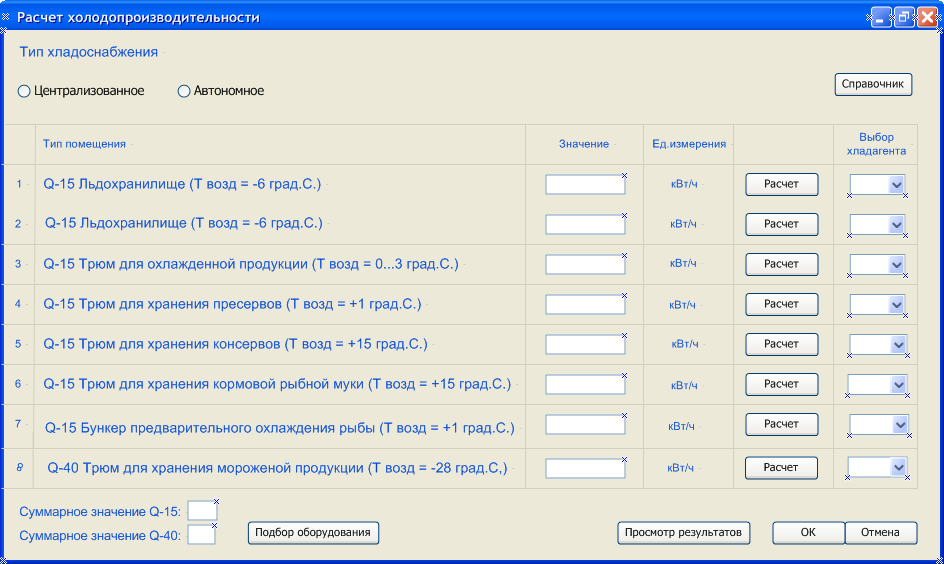 Расчет холодопроизводительности
Тип хладоснабжения
Централизованное Автономное Справочник
Тип помещения Значение Ед.измерения Выбор
хладагента
1 Q-15 Льдохранилище (Т возд = -6 град.С.) кВт/ч Расчет
2 Q-15 Льдохранилище (Т возд = -6 град.С.) кВт/ч Расчет
3 Q-15 Трюм для охлажденной продукции (Т возд = 0...3 град.С.) кВт/ч Расчет
4 Q-15 Трюм для хранения пресервов (Т возд = +1 град.С.) кВт/ч Расчет
5 Q-15 Трюм для хранения консервов (Т возд = +15 град.С.) кВт/ч Расчет
6 Q-15 Трюм для хранения кормовой рыбной муки (Т возд = +15 град.С.) кВт/ч Расчет
7 Q-15 Бункер предварительного охлаждения рыбы (Т возд = +1 град.С.) кВт/ч Расчет
8 Q-40 Трюм для хранения мороженой продукции (Т возд = -28 град.С,) кВт/ч Расчет
Суммарное значение Q-15:
Суммарное значение Q-40:
Подбор оборудования Просмотр результатов ОК Отмена